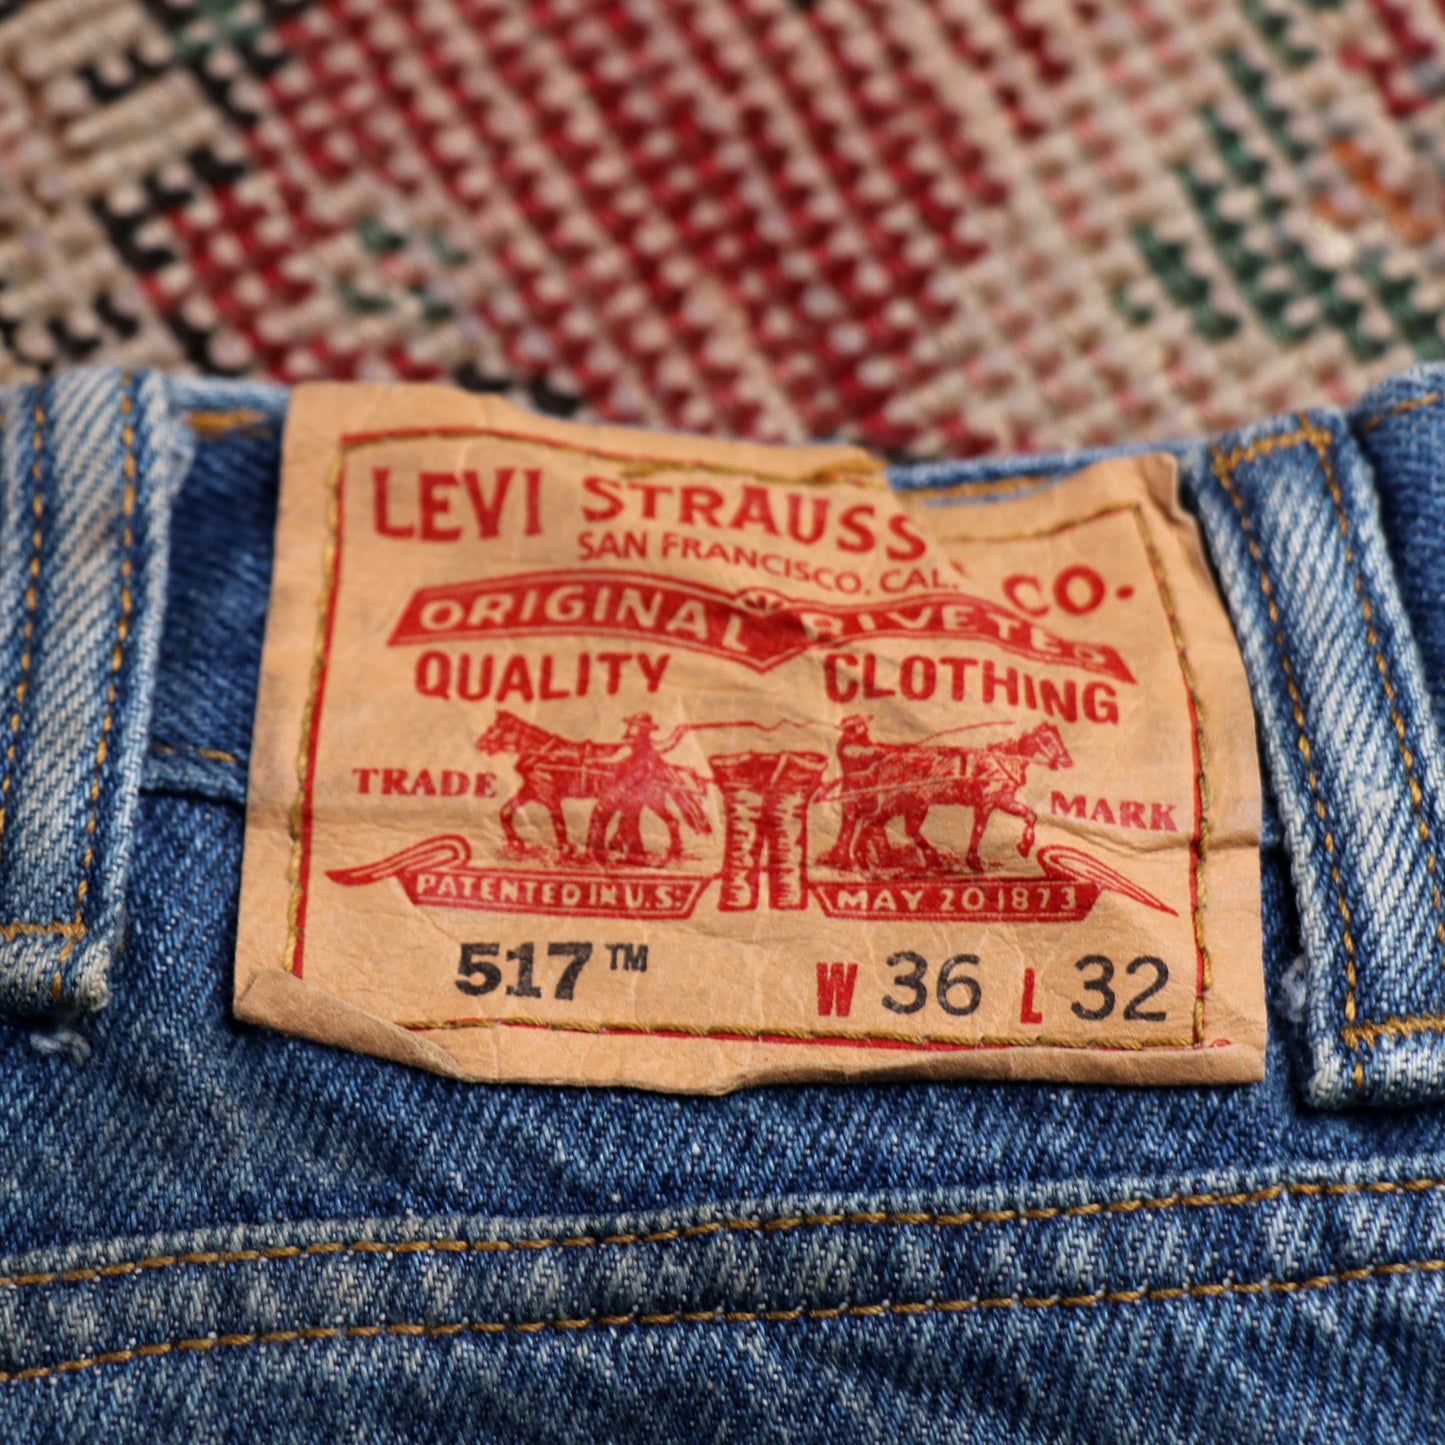 LEVI STRAUSS CO.
SAN FRANCISCO, CAL.
ORIGINAL RIVETED
QUALITY CLOTHING
TRADE MARK
PATENTED IN U.S. MAY 20 1873
517™ W 36 L 32